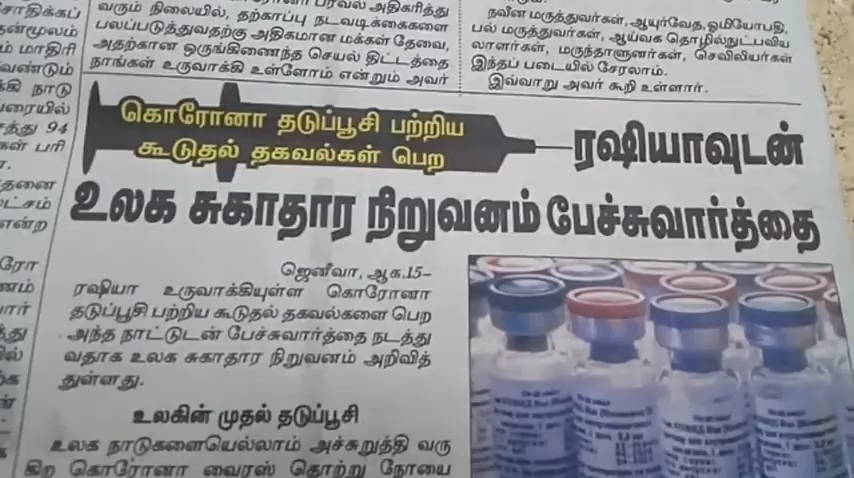 வரும் நிலையில், தற்காப்பு நடவடிக்கைகளை
பலப்படுத்துவதற்கு அதிகமான மக்கள் தேவை,
அதற்கான ஒருங்கிணைந்த செயல் திட்டத்தை
நாங்கள் உருவாக்கி உள்ளோம் என்றும் அவர்
நவீன மருத்துவர்கள், ஆயுர்வேத, ஓமியோபதி,
பல் மருத்துவர்கள், ஆய்வக தொழில்நுட்பவிய
லாளர்கள், மருந்தாளுனர்கள், செவிலியர்கள்
இந்தப் படையில் சேரலாம்.
இவ்வாறு அவர் கூறி உள்ளார்.
கொரோனா தடுப்பூசி பற்றிய
கூடுதல் தகவல்கள் பெற
ரஷியாவுடன்
உலக சுகாதார நிறுவனம் பேச்சுவார்த்தை
ஜெனீவா, ஆக.15-
ரஷியா உருவாக்கியுள்ள கொரோனா
தடுப்பூசி பற்றிய கூடுதல் தகவல்களை பெற
அந்த நாட்டுடன் பேச்சுவார்த்தை நடத்து
வதாக உலக சுகாதார நிறுவனம் அறிவித்
துள்ளது.
உலகின் முதல் தடுப்பூசி
உலக நாடுகளையெல்லாம் அச்சுறுத்தி வரு
கிற கொரோனா வைரஸ் தொற்று நோயை